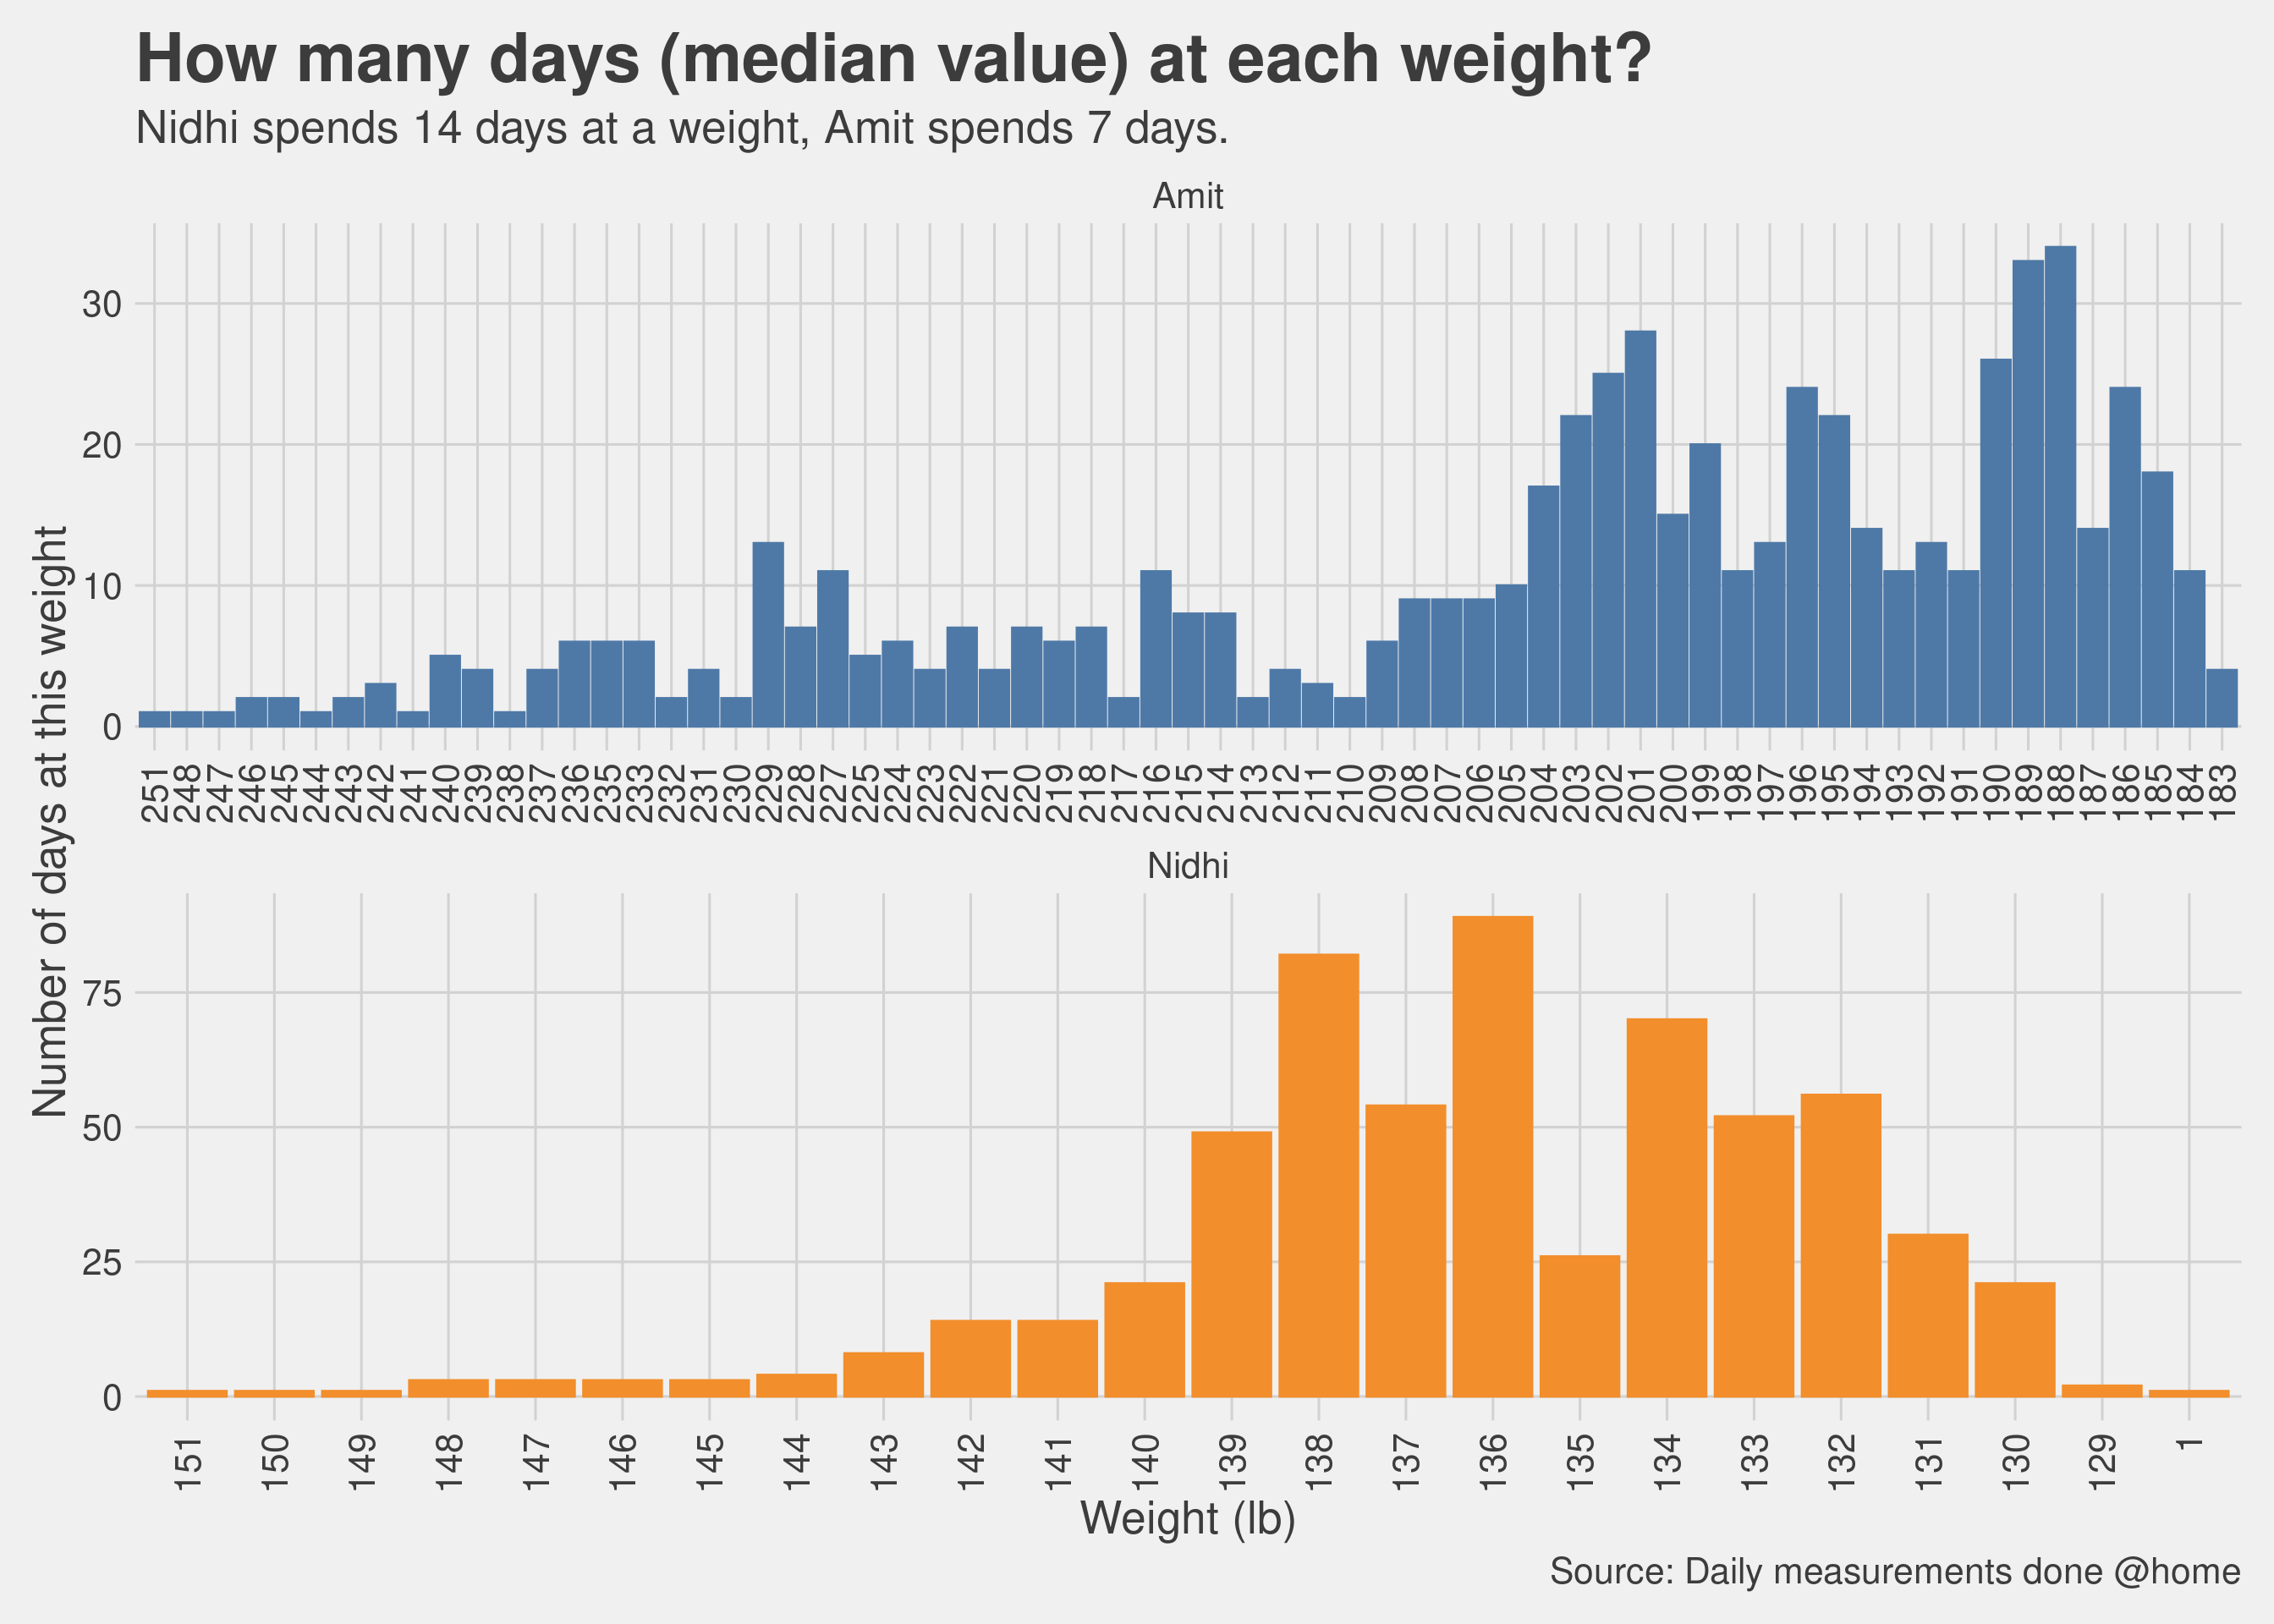 How many days (median value) at each weight?
Nidhi spends 14 days at a weight, Amit spends 7 days.
Amit
Number of days at this weight
30
20
10
0
251 248 247 246 245 244 243 242 241 240 239 238 237 236 235 233 232 231 230 229 228 227 225 224 223 222 221 220 219 218 217 216 215 214 213 212 211 210 209 208 207 206 205 204 203 202 201 200 199 198 197 196 195 194 193 192 191 190 189 188 187 186 185 184 183
Nidhi
75
50
25
0
151 150 149 148 147 146 145 144 143 142 141 140 139 138 137 136 135 134 133 132 131 130 129 1
Weight (lb)
Source: Daily measurements done @home